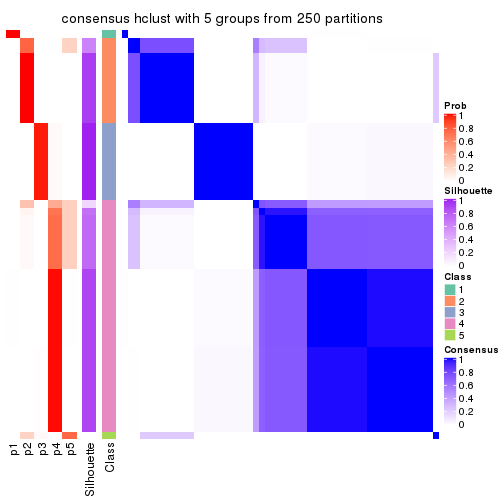 consensus hclust with 5 groups from 250 partitions
Prob
1
0.8
0.6
0.4
0.2
0
Silhouette
1
0.8
0.6
0.4
0.2
0
Class
1
2
3
4
5
Consensus
1
0.8
0.6
0.4
0.2
0
p1
p2
p3
p4
p5
Silhouette
Class